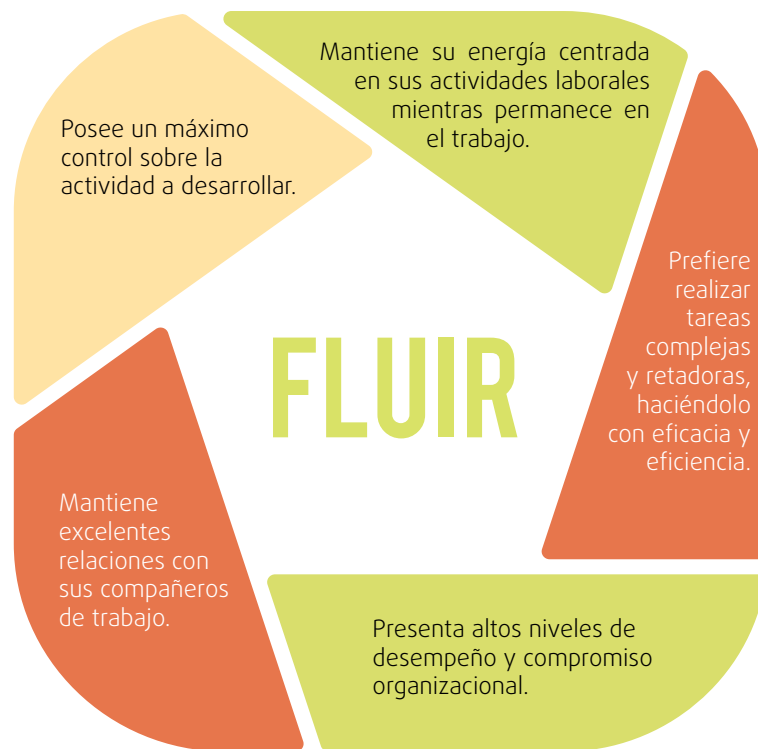 Mantiene su energía centrada
en sus actividades laborales
mientras permanece en
el trabajo.
Posee un máximo
control sobre la
actividad a desarrollar.
Prefiere
realizar
tareas
complejas
y retadoras,
haciéndolo
con eficacia y
eficiencia.
FLUIR
Mantiene
excelentes
relaciones con
sus compañeros
de trabajo.
Presenta altos niveles de
desempeño y compromiso
organizacional.